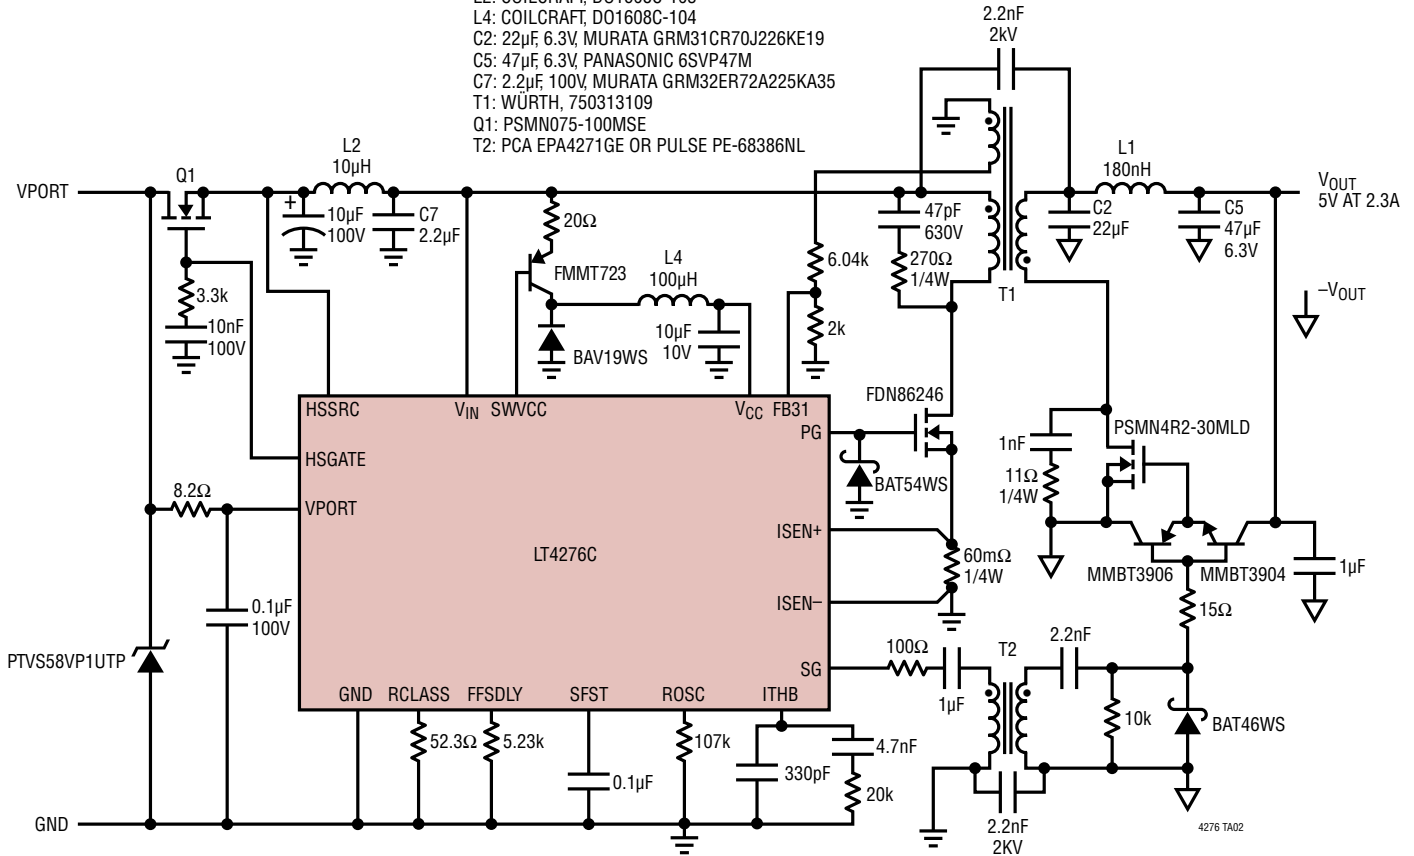 L4: COILCRAFT, DO1608C-104
C2: 22µF, 6.3V, MURATA GRM31CR70J226KE19
C5: 47µF, 6.3V, PANASONIC 6SVP47M
C7: 2.2µF, 100V, MURATA GRM32ER72A225KA35
T1: WÜRTH, 750313109
Q1: PSMN075-100MSE
T2: PCA EPA4271GE OR PULSE PE-68386NL
2.2nF
2kV
VPORT
Q1
L2
10µH
+
10µF
100V
C7
2.2µF
20Ω
FMMT723
L4
100µH
10µF
10V
BAV19WS
6.04k
2k
47pF
630V
270Ω
1/4W
T1
L1
180nH
C2
22µF
C5
47µF
6.3V
VOUT
5V AT 2.3A
–VOUT
3.3k
10nF
100V
HSSRC
VIN
SWVCC
VCC
FB31
PG
HSGATE
VPORT
LT4276C
ISEN+
ISEN–
SG
GND
RCLASS
FFSDLY
SFST
ROSC
ITHB
FDN86246
BAT54WS
60mΩ
1/4W
1nF
11Ω
1/4W
PSMN4R2-30MLD
MMBT3906
MMBT3904
1µF
15Ω
8.2Ω
0.1µF
100V
PTVS58VP1UTP
100Ω
1µF
T2
2.2nF
10k
BAT46WS
2.2nF
2KV
52.3Ω
5.23k
0.1µF
107k
330pF
4.7nF
20k
GND
4276 TA02